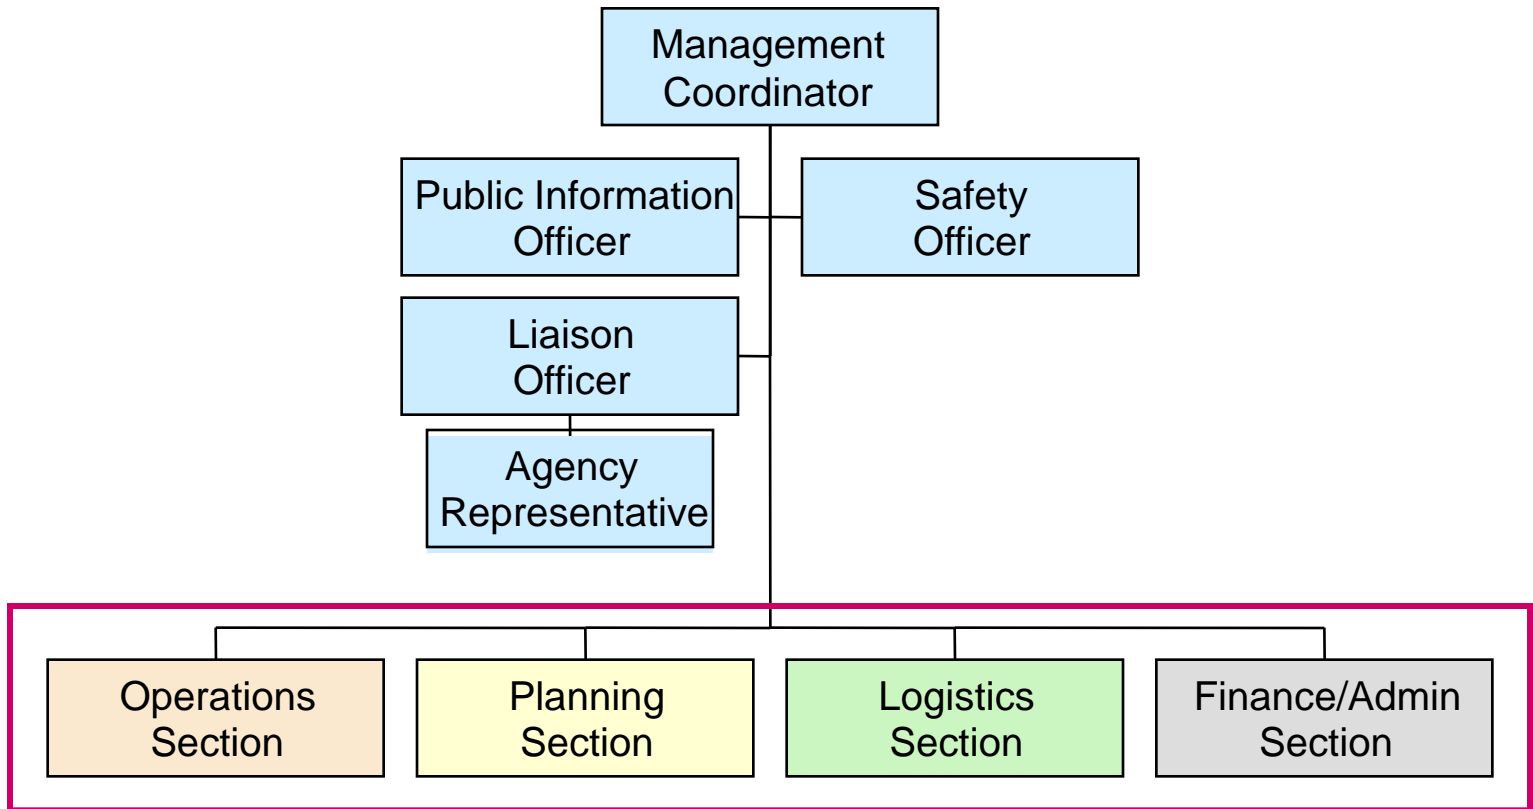 Management
Coordinator
Public Information
Officer
Safety
Officer
Liaison
Officer
Agency
Representative
Operations
Section
Planning
Section
Logistics
Section
Finance/Admin
Section